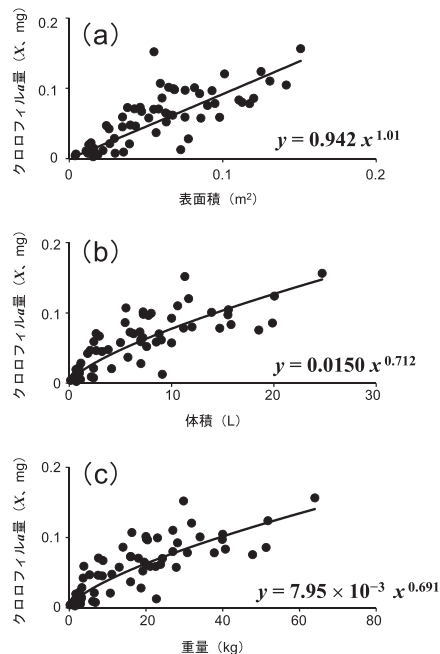 (a)
0.2
0.1
0
クロロフィルa量（X、mg）
y = 0.942 x^1.01
0 0.1 0.2
表面積（m²）
(b)
0.2
0.1
0
クロロフィルa量（X、mg）
y = 0.0150 x^0.712
0 10 20 30
体積（L）
(c)
0.2
0.1
0
クロロフィルa量（X、mg）
y = 7.95 × 10⁻³ x^0.691
0 20 40 60 80
重量（kg）